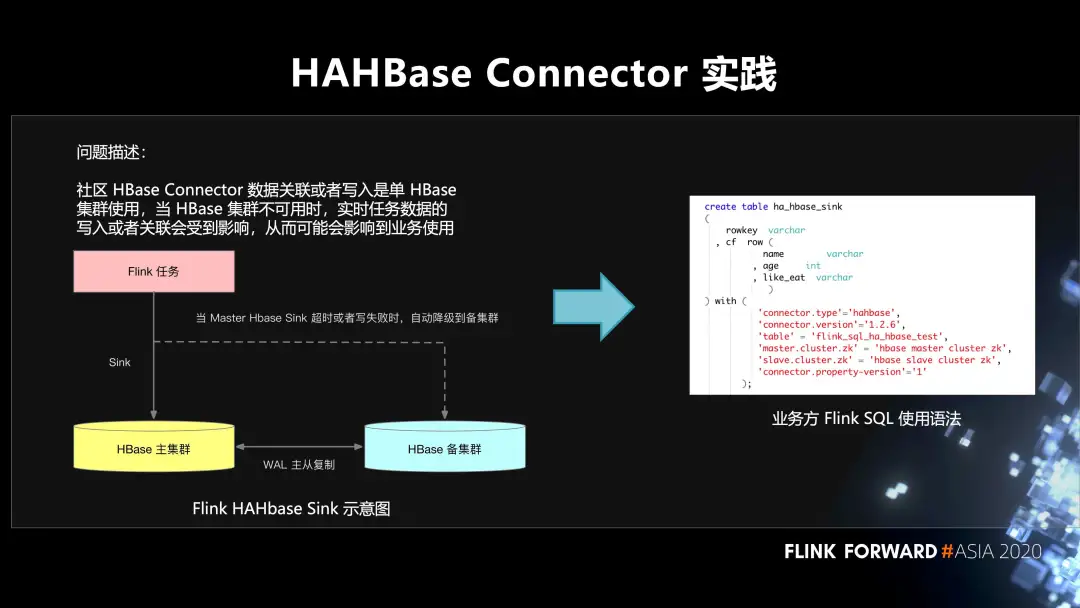 HAHBase Connector 实践
问题描述：
社区 HBase Connector 数据关联或者写入是单 HBase
集群使用，当 HBase 集群不可用时，实时任务数据的
写入或者关联会受到影响，从而可能会影响到业务使用
Flink 任务
当 Master Hbase Sink 超时或者写失败时，自动降级到备集群
Sink
HBase 主集群
HBase 备集群
WAL 主从复制
Flink HAHbase Sink 示意图
create table ha_hbase_sink
(
rowkey varchar
, cf row (
name varchar
, age int
, like_eat varchar
)
) with (
'connector.type'='hahbase',
'connector.version'='1.2.6',
'table' = 'flink_sql_ha_hbase_test',
'master.cluster.zk' = 'hbase master cluster zk',
'slave.cluster.zk' = 'hbase slave cluster zk',
'connector.property-version'='1'
);
业务方 Flink SQL 使用语法
FLINK FORWARD #ASIA 2020